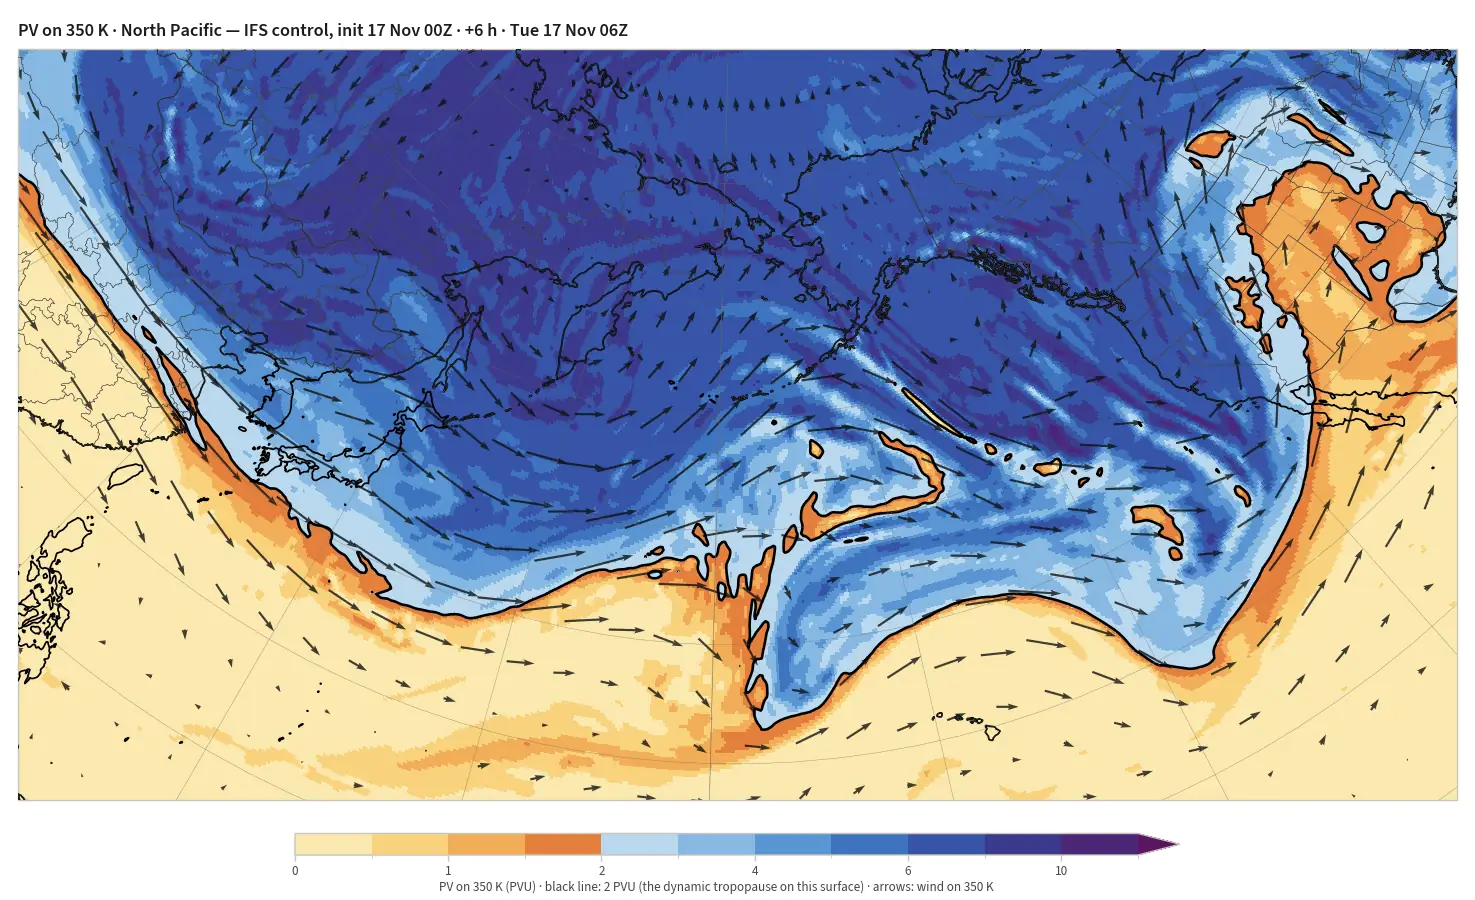 PV on 350 K · North Pacific — IFS control, init 17 Nov 00Z · +6 h · Tue 17 Nov 06Z
0 1 2 4 6 10
PV on 350 K (PVU) · black line: 2 PVU (the dynamic tropopause on this surface) · arrows: wind on 350 K